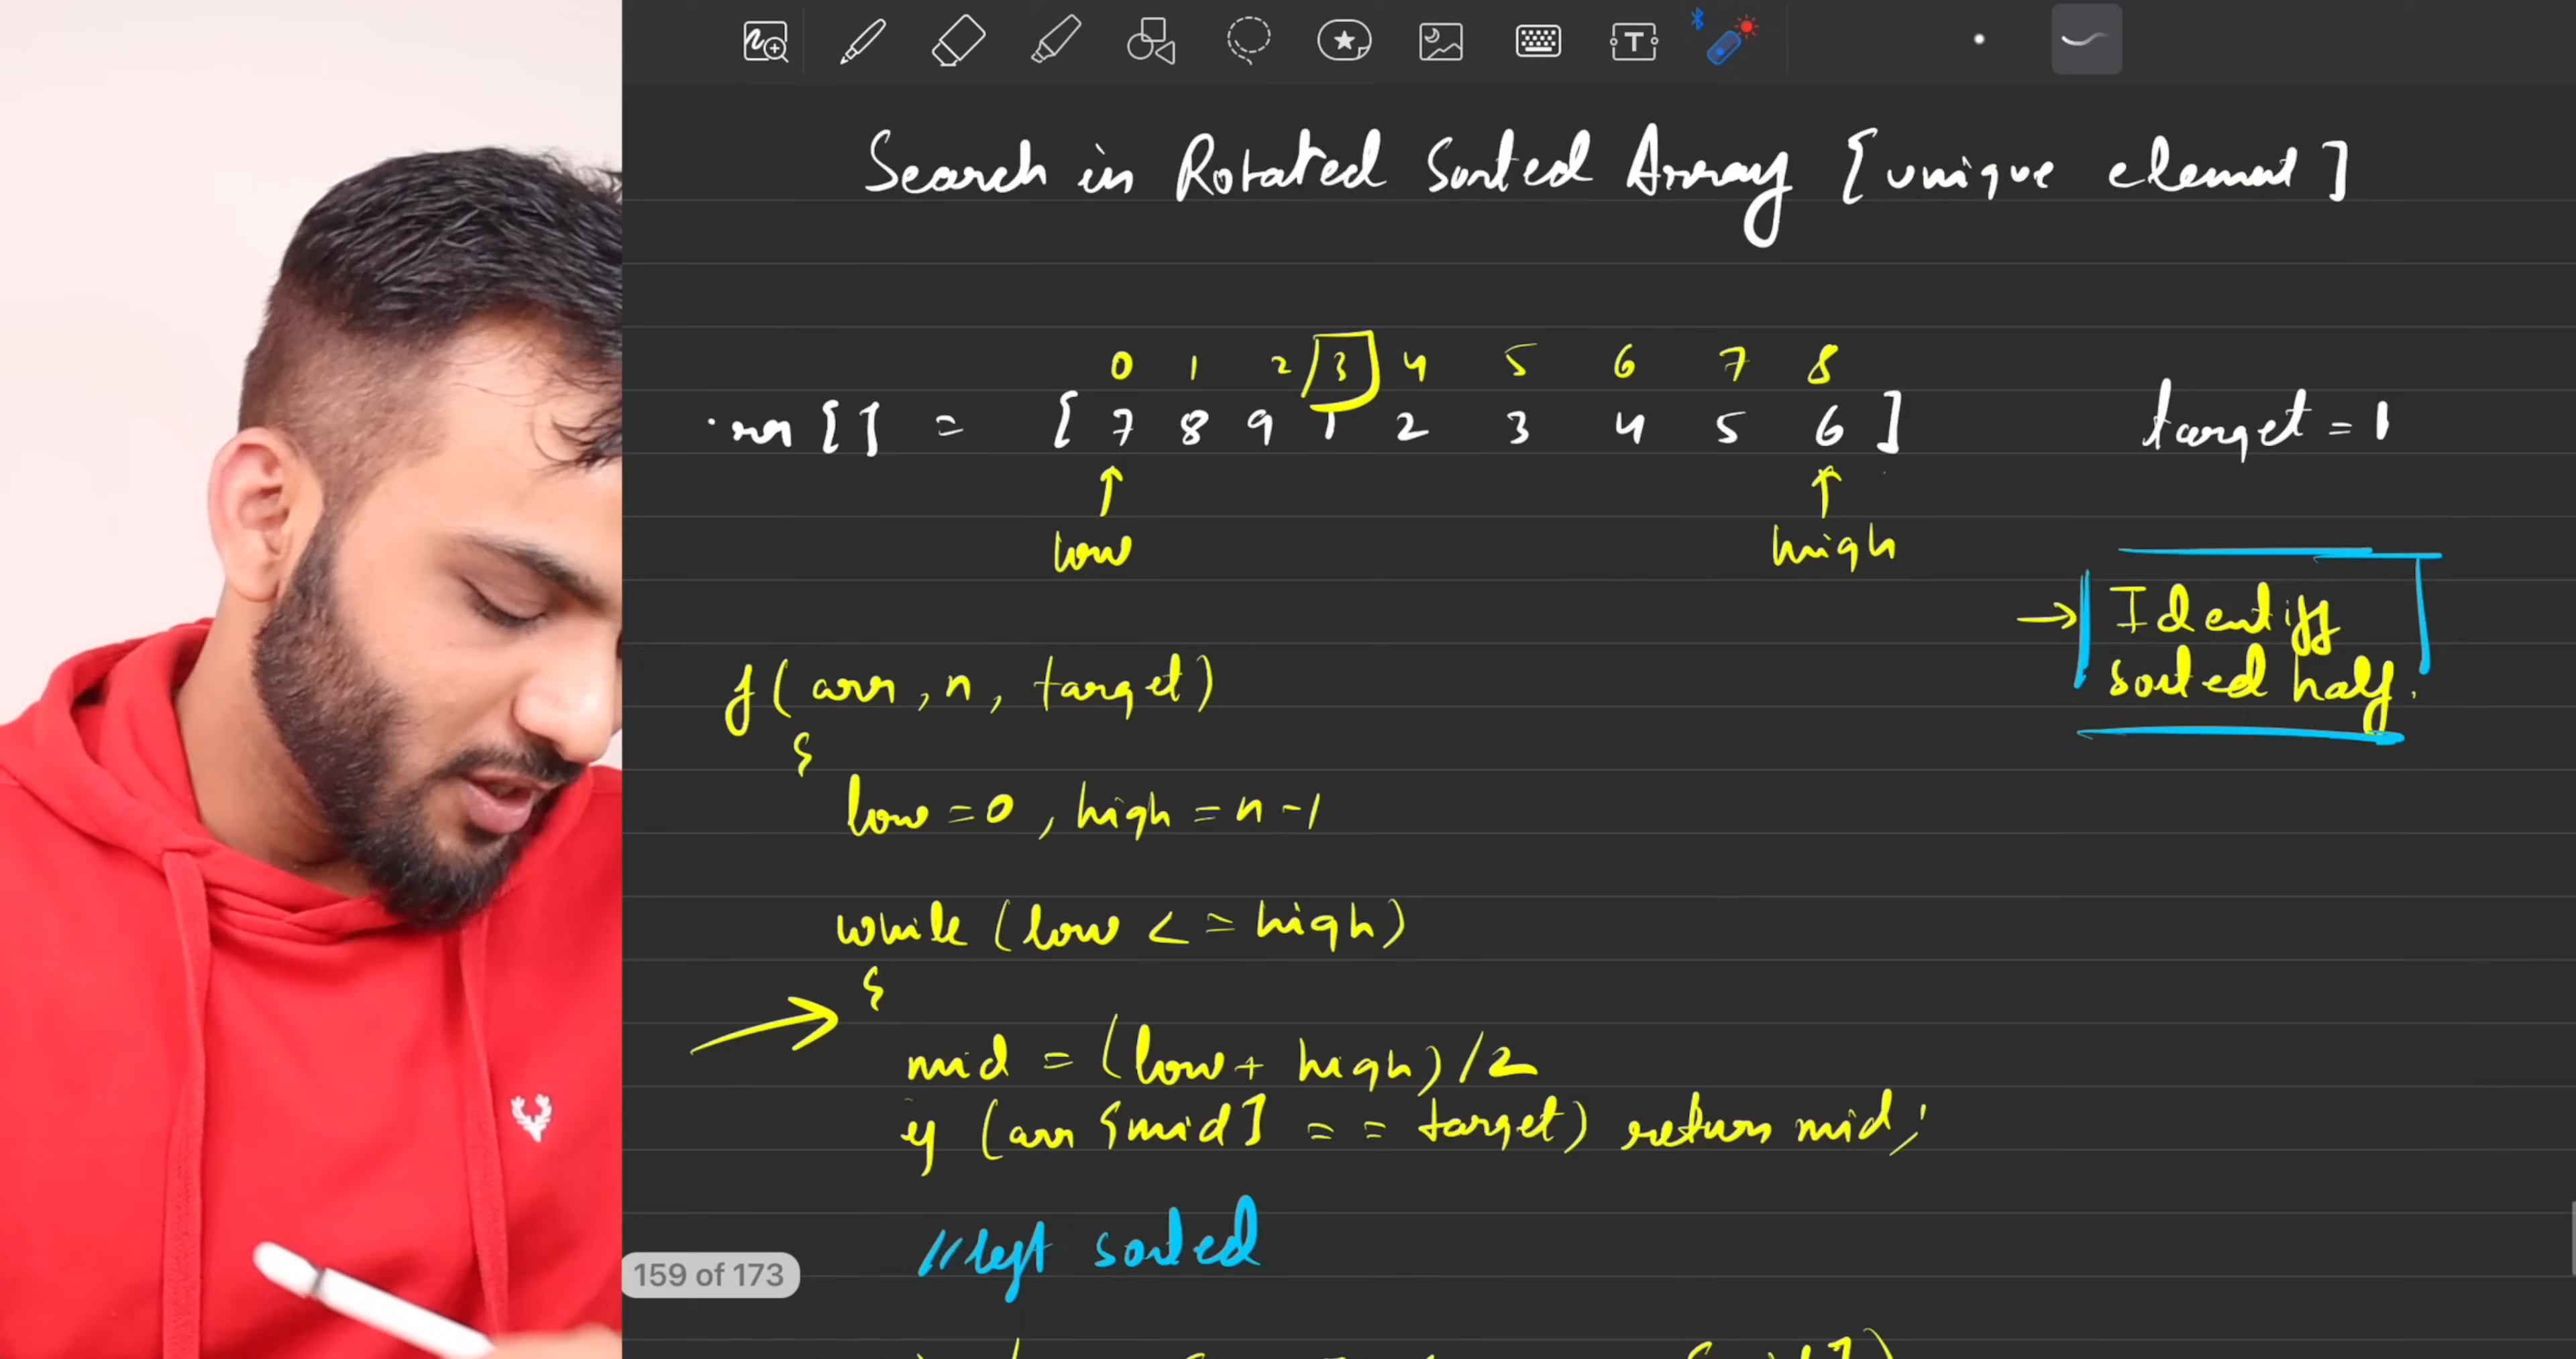 Search in Rotated Sorted Array [unique element]
0 1 2 3 4 5 6 7 8
arr[] = [ 7 8 9 1 2 3 4 5 6 ] target = 1
low high
→ Identify
sorted half.
f(arr, n, target)
{
low = 0, high = n-1
while (low <= high)
{
mid = (low + high)/2
if (arr[mid] == target) return mid;
//left sorted
159 of 173